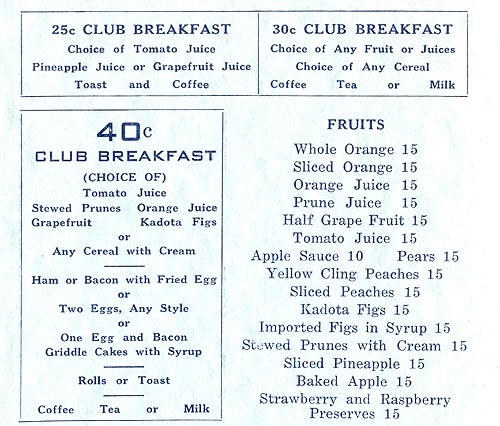 25c CLUB BREAKFAST
Choice of Tomato Juice
Pineapple Juice or Grapefruit Juice
Toast and Coffee
30c CLUB BREAKFAST
Choice of Any Fruit or Juices
Choice of Any Cereal
Coffee Tea or Milk
40c
CLUB BREAKFAST
(CHOICE OF)
Tomato Juice
Stewed Prunes Orange Juice
Grapefruit Kadota Figs
or
Any Cereal with Cream
Ham or Bacon with Fried Egg
or
Two Eggs, Any Style
or
One Egg and Bacon
Griddle Cakes with Syrup
Rolls or Toast
Coffee Tea or Milk
FRUITS
Whole Orange 15
Sliced Orange 15
Orange Juice 15
Prune Juice 15
Half Grape Fruit 15
Tomato Juice 15
Apple Sauce 10 Pears 15
Yellow Cling Peaches 15
Sliced Peaches 15
Kadota Figs 15
Imported Figs in Syrup 15
Stewed Prunes with Cream 15
Sliced Pineapple 15
Baked Apple 15
Strawberry and Raspberry
Preserves 15